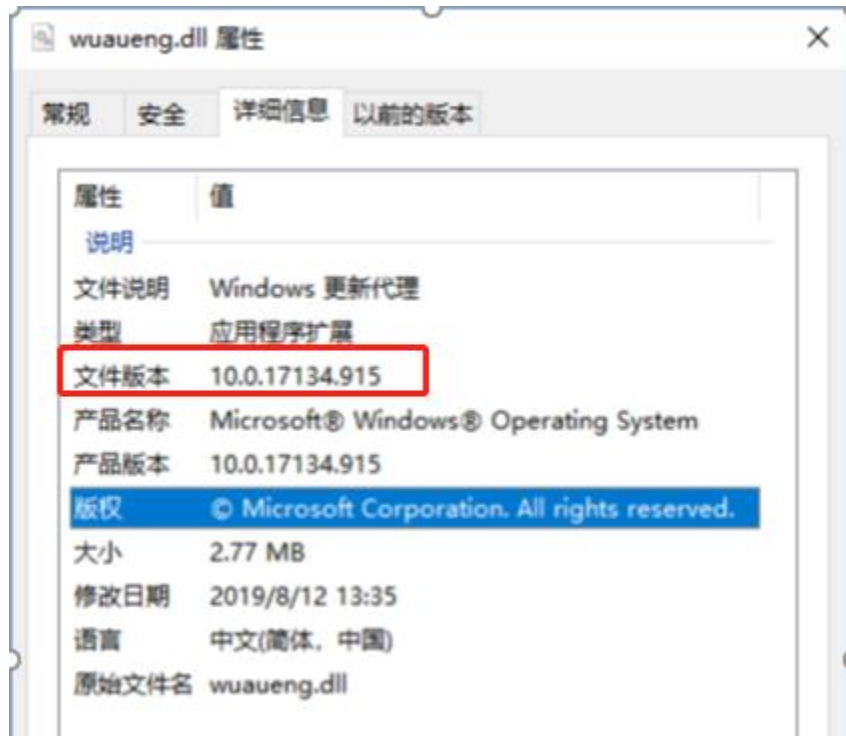 wuaueng.dll 属性
常规 安全 详细信息 以前的版本
属性 值
说明
文件说明 Windows 更新代理
类型 应用程序扩展
文件版本 10.0.17134.915
产品名称 Microsoft® Windows® Operating System
产品版本 10.0.17134.915
版权 © Microsoft Corporation. All rights reserved.
大小 2.77 MB
修改日期 2019/8/12 13:35
语言 中文(简体，中国)
原始文件名 wuaueng.dll